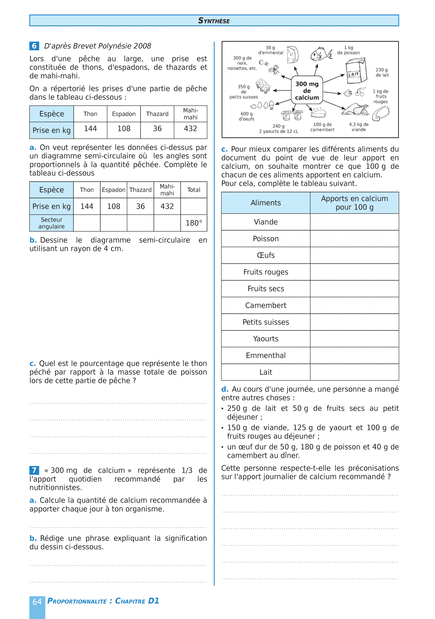 SYNTHÈSE
6 D'après Brevet Polynésie 2008
Lors d'une pêche au large, une prise est
constituée de thons, d'espadons, de thazards et
de mahi-mahi.
On a répertorié les prises d'une partie de pêche
dans le tableau ci-dessous :
Espèce Thon Espadon Thazard Mahi-
mahi
Prise en kg 144 108 36 432
a. On veut représenter les données ci-dessus par
un diagramme semi-circulaire où les angles sont
proportionnels à la quantité pêchée. Complète le
tableau ci-dessous
Espèce Thon Espadon Thazard Mahi-
mahi Total
Prise en kg 144 108 36 432
Secteur
angulaire 180°
b. Dessine le diagramme semi-circulaire en
utilisant un rayon de 4 cm.
c. Quel est le pourcentage que représente le thon
pêché par rapport à la masse totale de poisson
lors de cette partie de pêche ?
7 « 300 mg de calcium » représente 1/3 de
l'apport quotidien recommandé par les
nutritionnistes.
a. Calcule la quantité de calcium recommandée à
apporter chaque jour à ton organisme.
b. Rédige une phrase expliquant la signification
du dessin ci-dessous.
30 g
d'emmental
1 kg
de poisson
300 g de
noix,
noisettes, etc.
LAIT
230 g
de lait
350 g
de
petits suisses
300 mg
de
calcium
1 kg de
fruits
rouges
600 g
d'œufs
240 g
2 yaourts de 12 cL
100 g de
camembert
4,3 kg de
viande
c. Pour mieux comparer les différents aliments du
document du point de vue de leur apport en
calcium, on souhaite montrer ce que 100 g de
chacun de ces aliments apportent en calcium.
Pour cela, complète le tableau suivant.
Aliments Apports en calcium
pour 100 g
Viande
Poisson
Œufs
Fruits rouges
Fruits secs
Camembert
Petits suisses
Yaourts
Emmenthal
Lait
d. Au cours d'une journée, une personne a mangé
entre autres choses :
• 250 g de lait et 50 g de fruits secs au petit
déjeuner ;
• 150 g de viande, 125 g de yaourt et 100 g de
fruits rouges au déjeuner ;
• un œuf dur de 50 g, 180 g de poisson et 40 g de
camembert au dîner.
Cette personne respecte-t-elle les préconisations
sur l'apport journalier de calcium recommandé ?
64 PROPORTIONNALITÉ : CHAPITRE D1